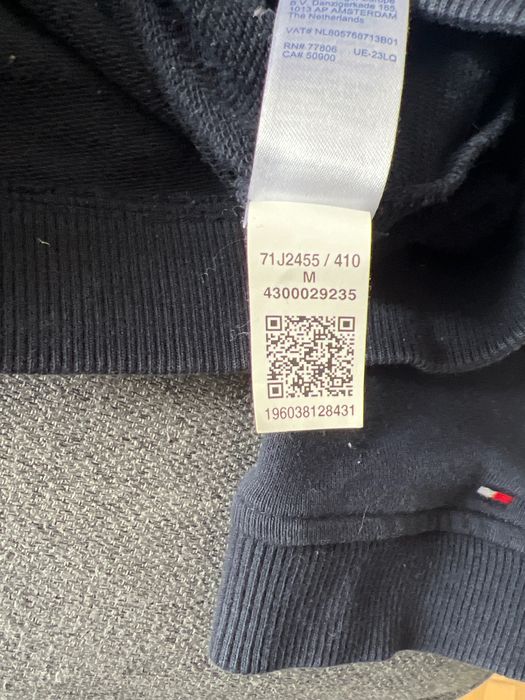 B.V. Danzigerkade 165,
1013 AP AMSTERDAM
The Netherlands
VAT# NL805766713B01
RN# 77806 UE-23LQ
CA# 50900
71J2455 / 410
M
4300029235
196038128431